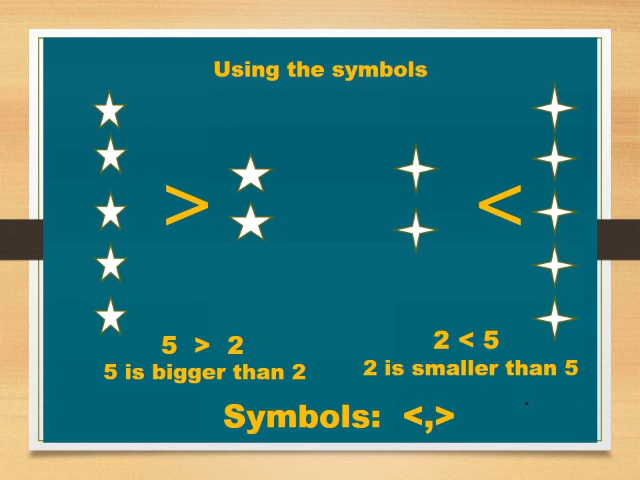 Using the symbols
> <
5 > 2
5 is bigger than 2
2 < 5
2 is smaller than 5
Symbols: <,>